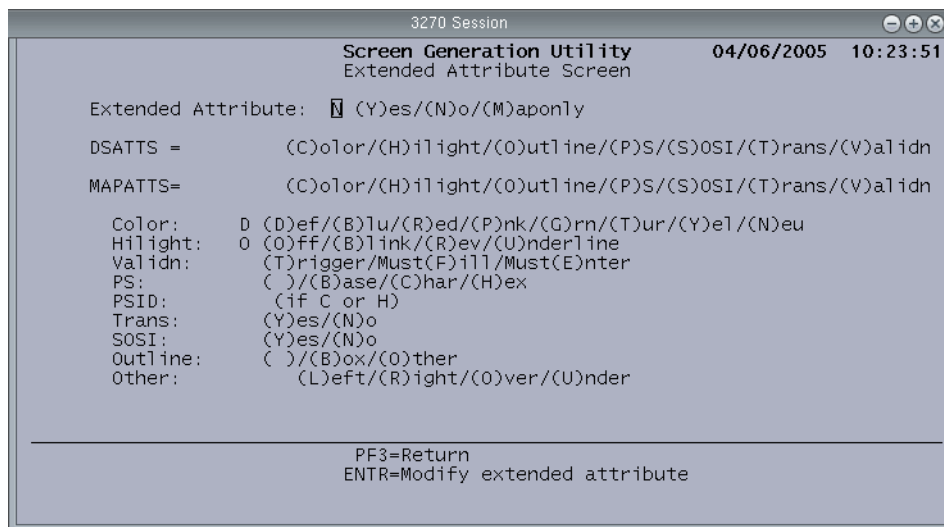 3270 Session
Screen Generation Utility 04/06/2005 10:23:51
Extended Attribute Screen
Extended Attribute: N (Y)es/(N)o/(M)aponly
DSATTS = (C)olor/(H)ilight/(O)utline/(P)S/(S)OSI/(T)rans/(V)alidn
MAPATTS= (C)olor/(H)ilight/(O)utline/(P)S/(S)OSI/(T)rans/(V)alidn
Color: D (D)ef/(B)lu/(R)ed/(P)nk/(G)rn/(T)ur/(Y)el/(N)eu
Hilight: O (O)ff/(B)link/(R)ev/(U)nderline
Validn: (T)rigger/Must(F)ill/Must(E)nter
PS: ( )/(B)ase/(C)har/(H)ex
PSID: (if C or H)
Trans: (Y)es/(N)o
SOSI: (Y)es/(N)o
Outline: ( )/(B)ox/(O)ther
Other: (L)eft/(R)ight/(O)ver/(U)nder
PF3=Return
ENTR=Modify extended attribute